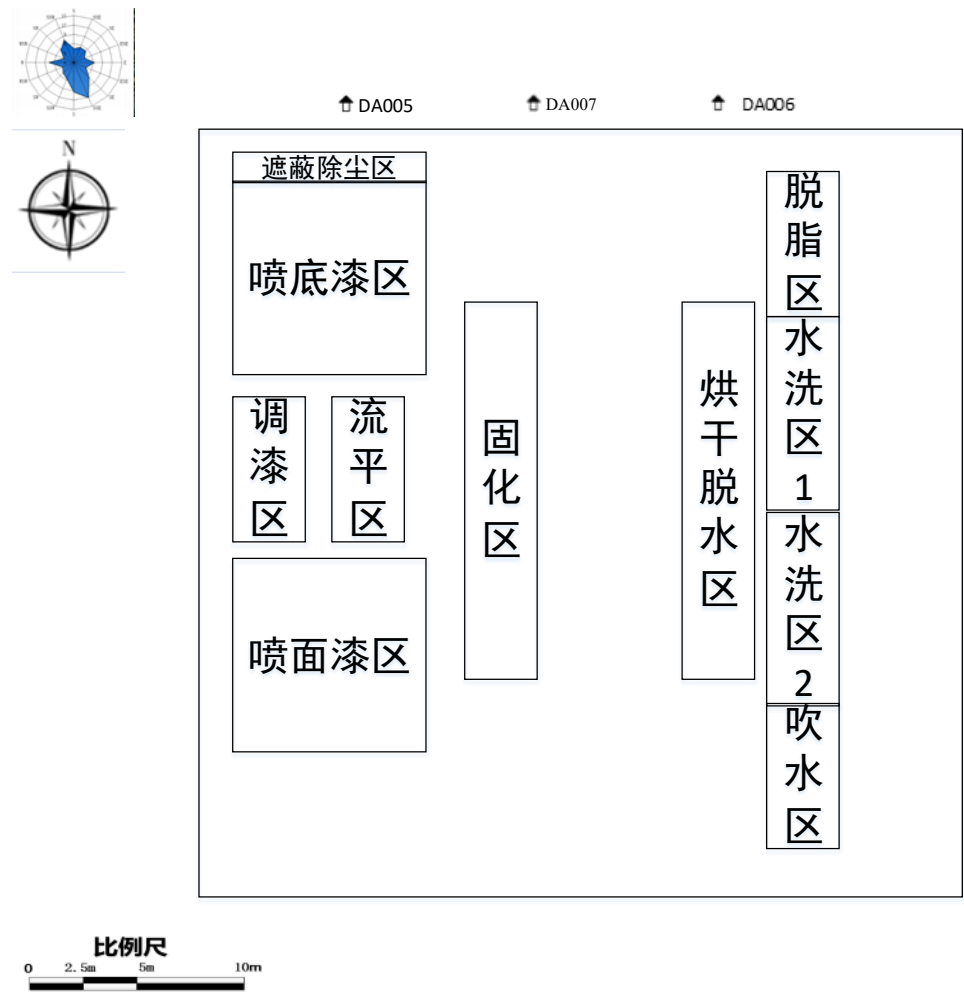 DA005
DA007
DA006
N
遮蔽除尘区
喷底漆区
调漆区
流平区
喷面漆区
固化区
烘干脱水区
脱脂区
水洗区1
水洗区2
吹水区
比例尺
0 2.5m 5m 10m